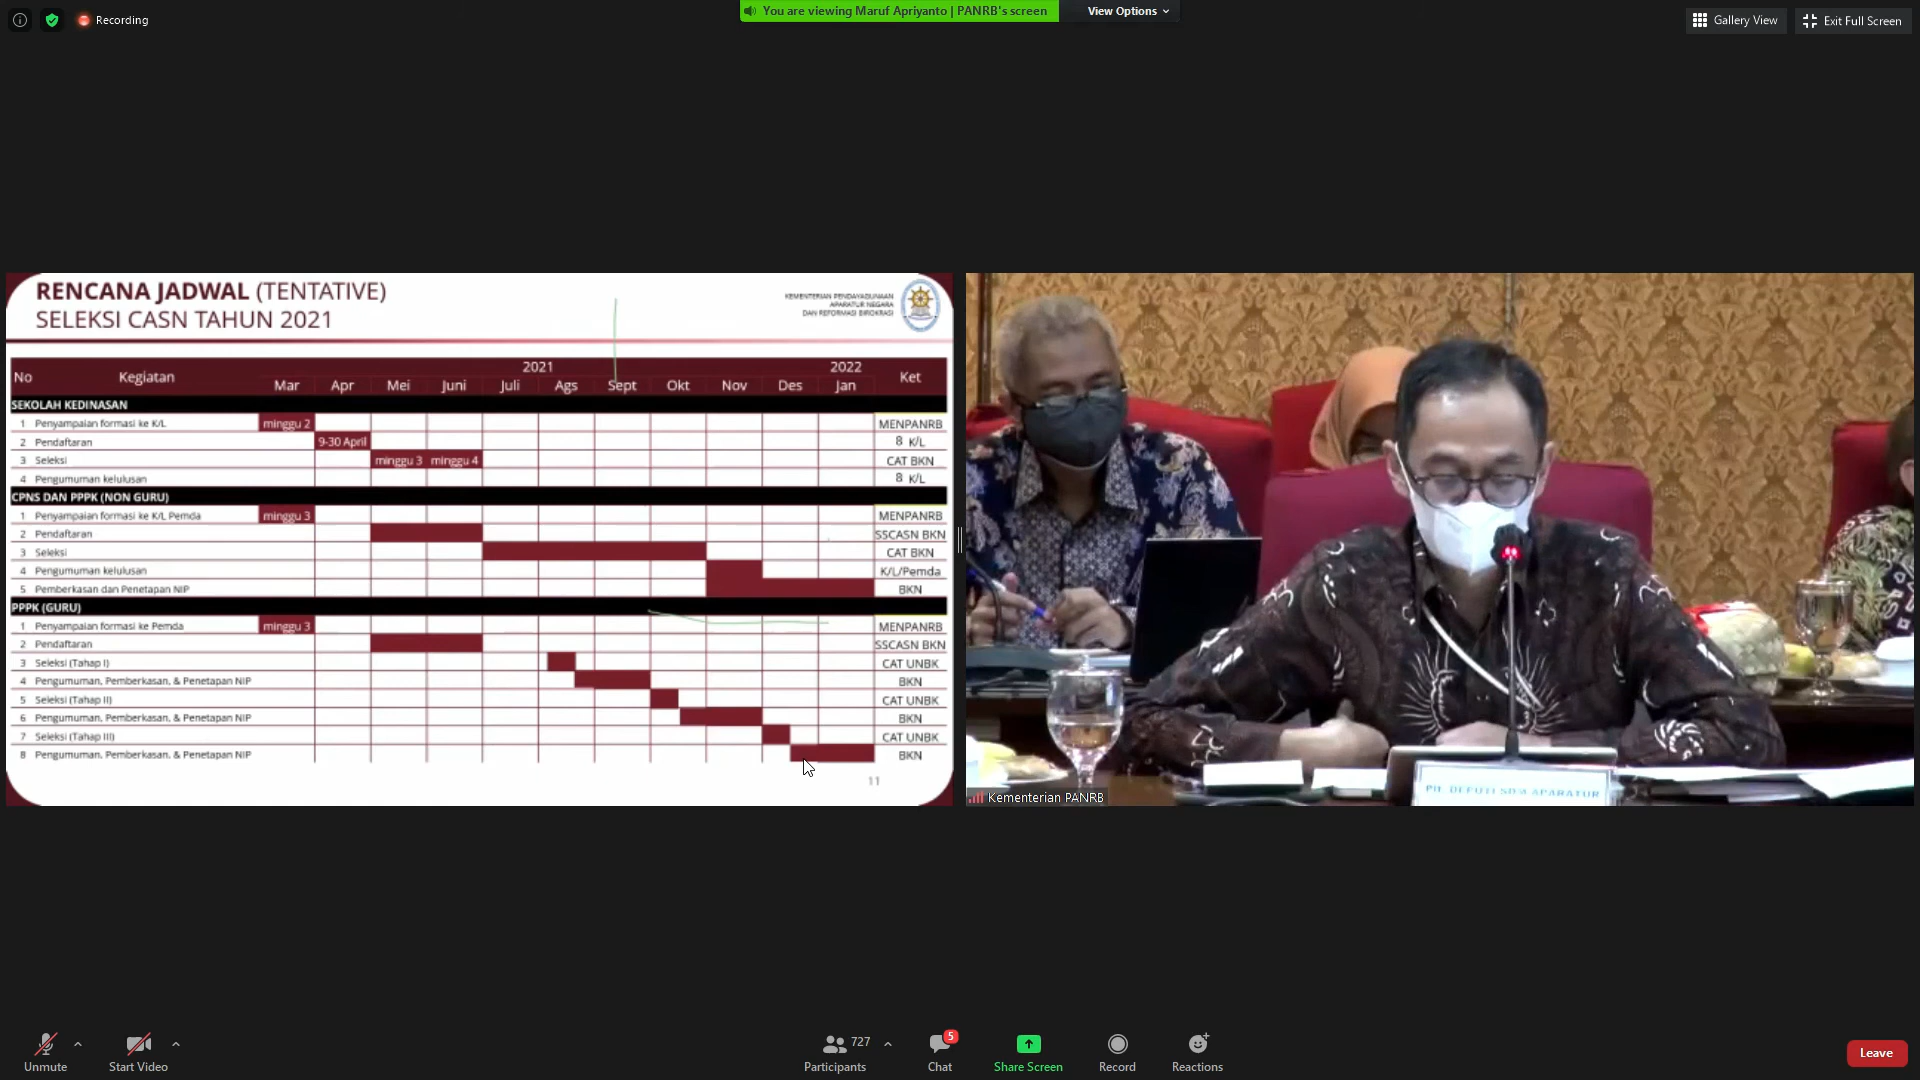 Recording
You are viewing Maruf Apriyanto | PANRB's screen
View Options
Gallery View
Exit Full Screen
RENCANA JADWAL (TENTATIVE)
SELEKSI CASN TAHUN 2021
KEMENTERIAN PENDAYAGUNAAN
APARATUR NEGARA
DAN REFORMASI BIROKRASI
No Kegiatan 2021 2022 Ket
Mar Apr Mei Juni Juli Ags Sept Okt Nov Des Jan
SEKOLAH KEDINASAN
1 Penyampaian formasi ke K/L minggu 2 MENPANRB
2 Pendaftaran 9-30 April 8 K/L
3 Seleksi minggu 3 minggu 4 CAT BKN
4 Pengumuman kelulusan 8 K/L
CPNS DAN PPPK (NON GURU)
1 Penyampaian formasi ke K/L Pemda minggu 3 MENPANRB
2 Pendaftaran SSCASN BKN
3 Seleksi CAT BKN
4 Pengumuman kelulusan K/L/Pemda
5 Pemberkasan dan Penetapan NIP BKN
PPPK (GURU)
1 Penyampaian formasi ke Pemda minggu 3 MENPANRB
2 Pendaftaran SSCASN BKN
3 Seleksi (Tahap I) CAT UNBK
4 Pengumuman, Pemberkasan, & Penetapan NIP BKN
5 Seleksi (Tahap II) CAT UNBK
6 Pengumuman, Pemberkasan, & Penetapan NIP BKN
7 Seleksi (Tahap III) CAT UNBK
8 Pengumuman, Pemberkasan, & Penetapan NIP BKN
11
PLT. DEPUTI SDM APARATUR
Kementerian PANRB
Unmute
Start Video
727
Participants
5
Chat
Share Screen
Record
Reactions
Leave